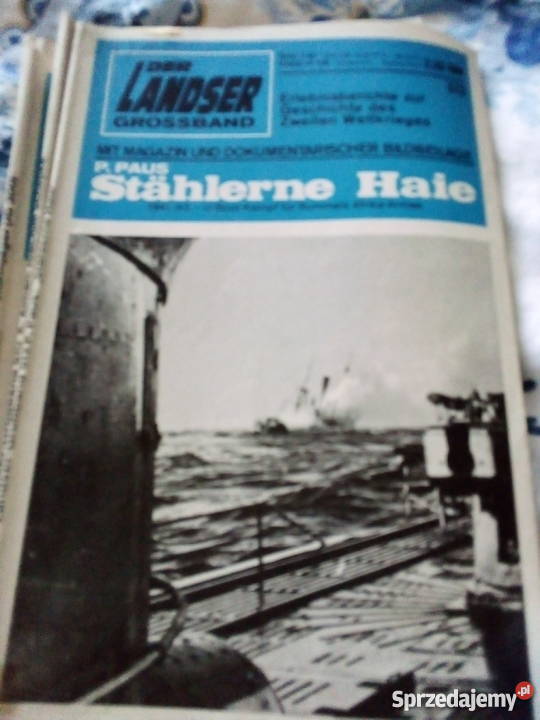 DER
LANDSER
GROSSBAND
Erlebnisberichte zur
Geschichte des
Zweiten Weltkrieges
MIT MAGAZIN UND DOKUMENTARISCHER BILDBEILAGE
P. PAUS
Stählerne Haie
Sprzedajemy.pl